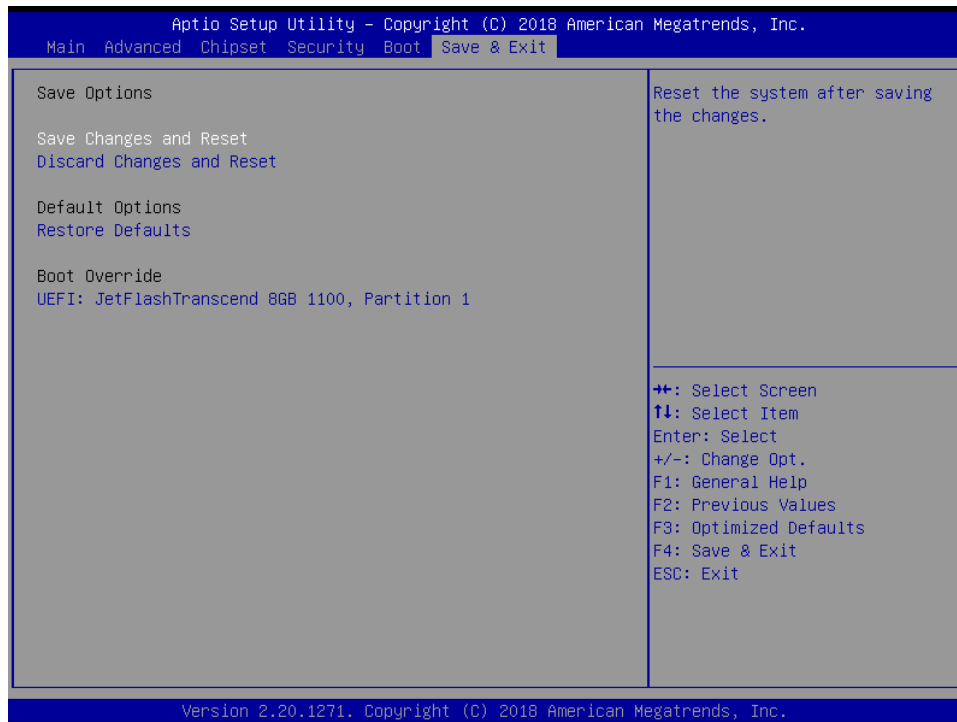 Aptio Setup Utility – Copyright (C) 2018 American Megatrends, Inc.
Main Advanced Chipset Security Boot Save & Exit
Save Options
Save Changes and Reset
Discard Changes and Reset
Default Options
Restore Defaults
Boot Override
UEFI: JetFlashTranscend 8GB 1100, Partition 1
Reset the system after saving
the changes.
→←: Select Screen
↑↓: Select Item
Enter: Select
+/-: Change Opt.
F1: General Help
F2: Previous Values
F3: Optimized Defaults
F4: Save & Exit
ESC: Exit
Version 2.20.1271. Copyright (C) 2018 American Megatrends, Inc.